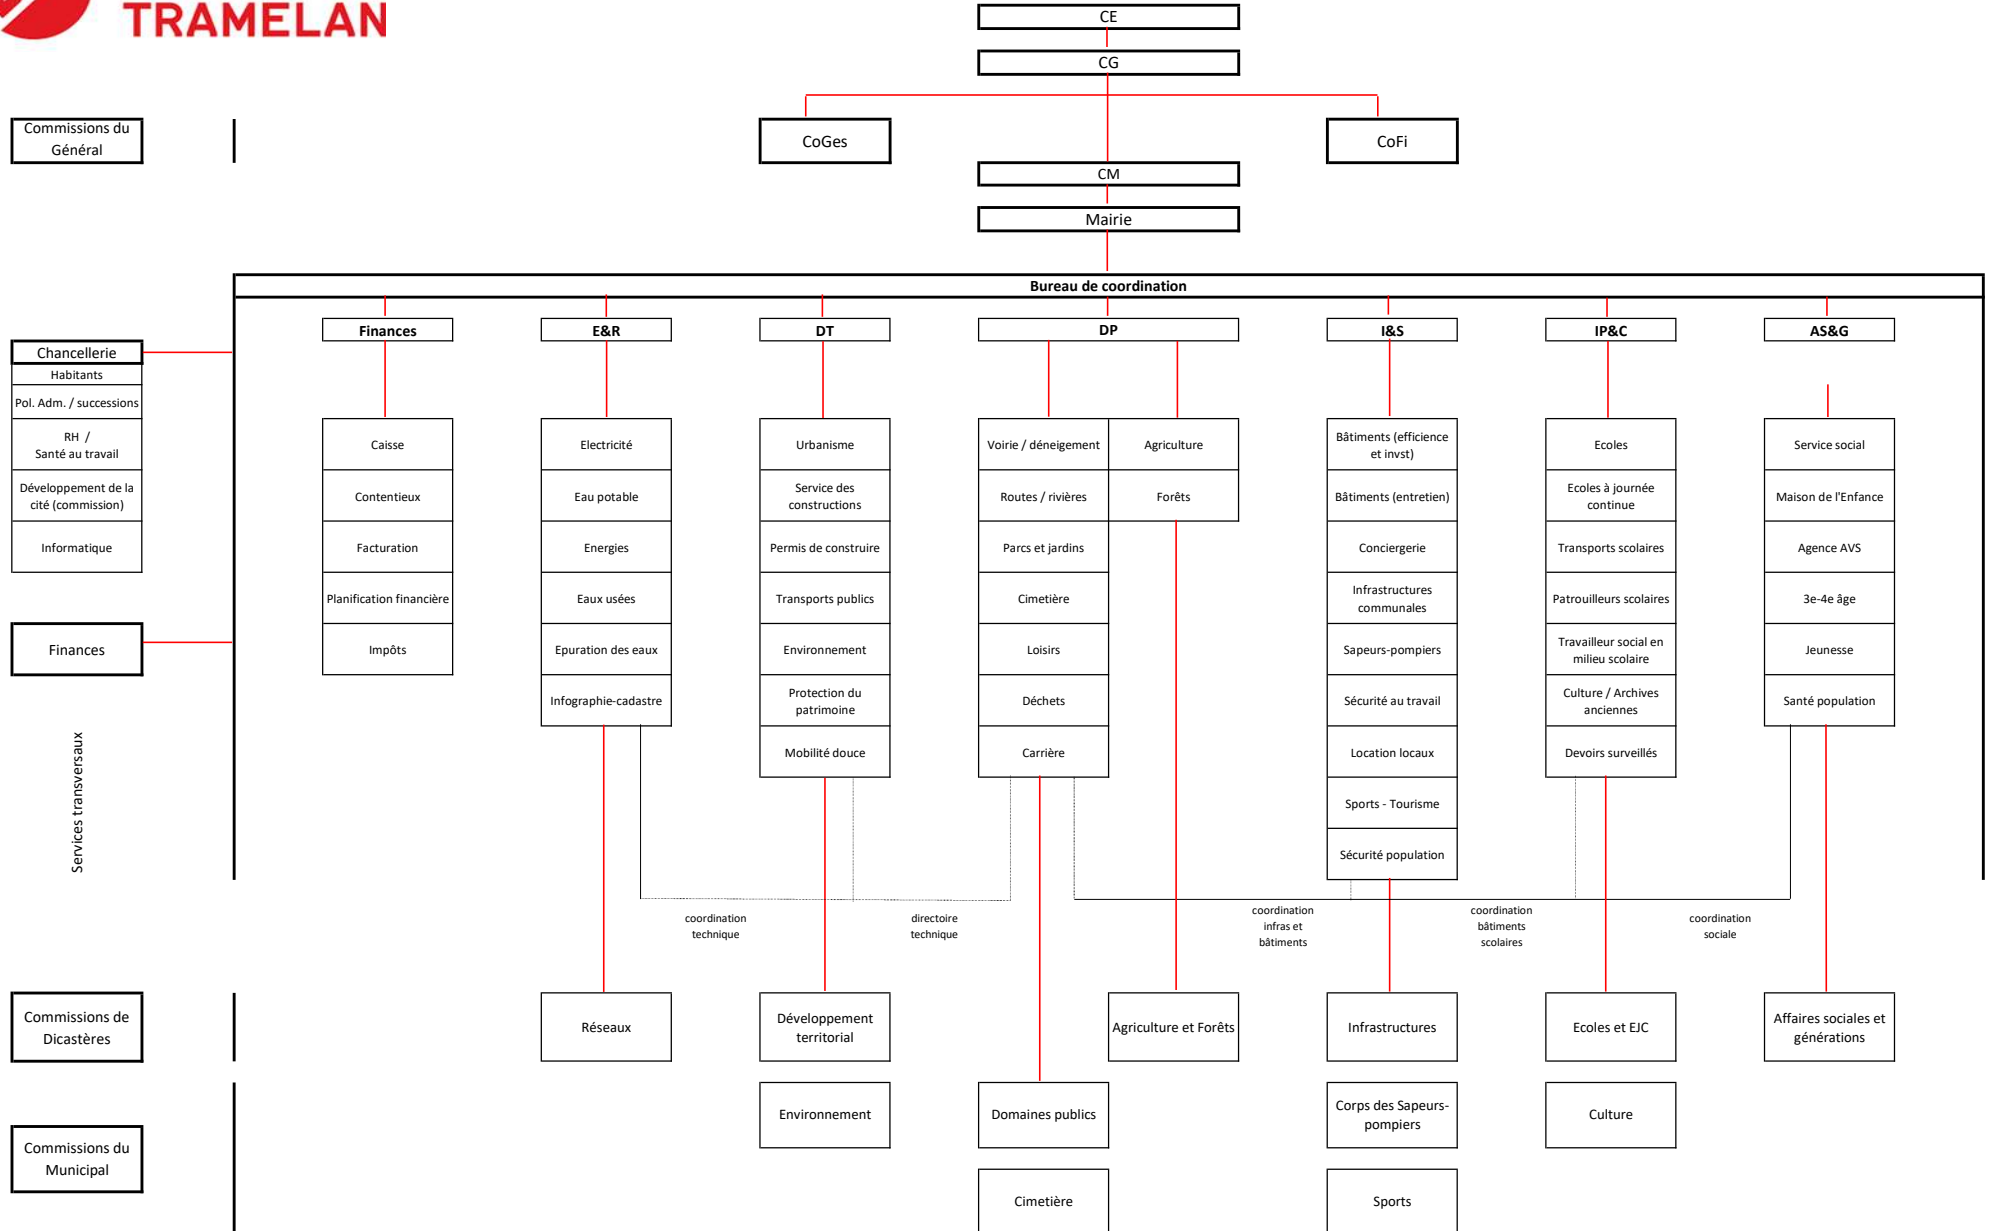 TRAMELAN
CE
CG
Commissions du
Général
CoGes
CoFi
CM
Mairie
Bureau de coordination
Finances
E&R
DT
DP
I&S
IP&C
AS&G
Chancellerie
Habitants
Pol. Adm. / successions
RH /
Santé au travail
Développement de la
cité (commission)
Informatique
Finances
Services transversaux
Caisse
Contentieux
Facturation
Planification financière
Impôts
Electricité
Eau potable
Energies
Eaux usées
Epuration des eaux
Infographie-cadastre
Urbanisme
Service des
constructions
Permis de construire
Transports publics
Environnement
Protection du
patrimoine
Mobilité douce
Voirie / déneigement
Routes / rivières
Parcs et jardins
Cimetière
Loisirs
Déchets
Carrière
Agriculture
Forêts
Bâtiments (efficience
et invst)
Bâtiments (entretien)
Conciergerie
Infrastructures
communales
Sapeurs-pompiers
Sécurité au travail
Location locaux
Sports - Tourisme
Sécurité population
Ecoles
Ecoles à journée
continue
Transports scolaires
Patrouilleurs scolaires
Travailleur social en
milieu scolaire
Culture / Archives
anciennes
Devoirs surveillés
Service social
Maison de l'Enfance
Agence AVS
3e-4e âge
Jeunesse
Santé population
coordination
technique
directoire
technique
coordination
infras et
bâtiments
coordination
bâtiments
scolaires
coordination
sociale
Commissions de
Dicastères
Réseaux
Développement
territorial
Agriculture et Forêts
Infrastructures
Ecoles et EJC
Affaires sociales et
générations
Commissions du
Municipal
Environnement
Domaines publics
Corps des Sapeurs-
pompiers
Culture
Cimetière
Sports